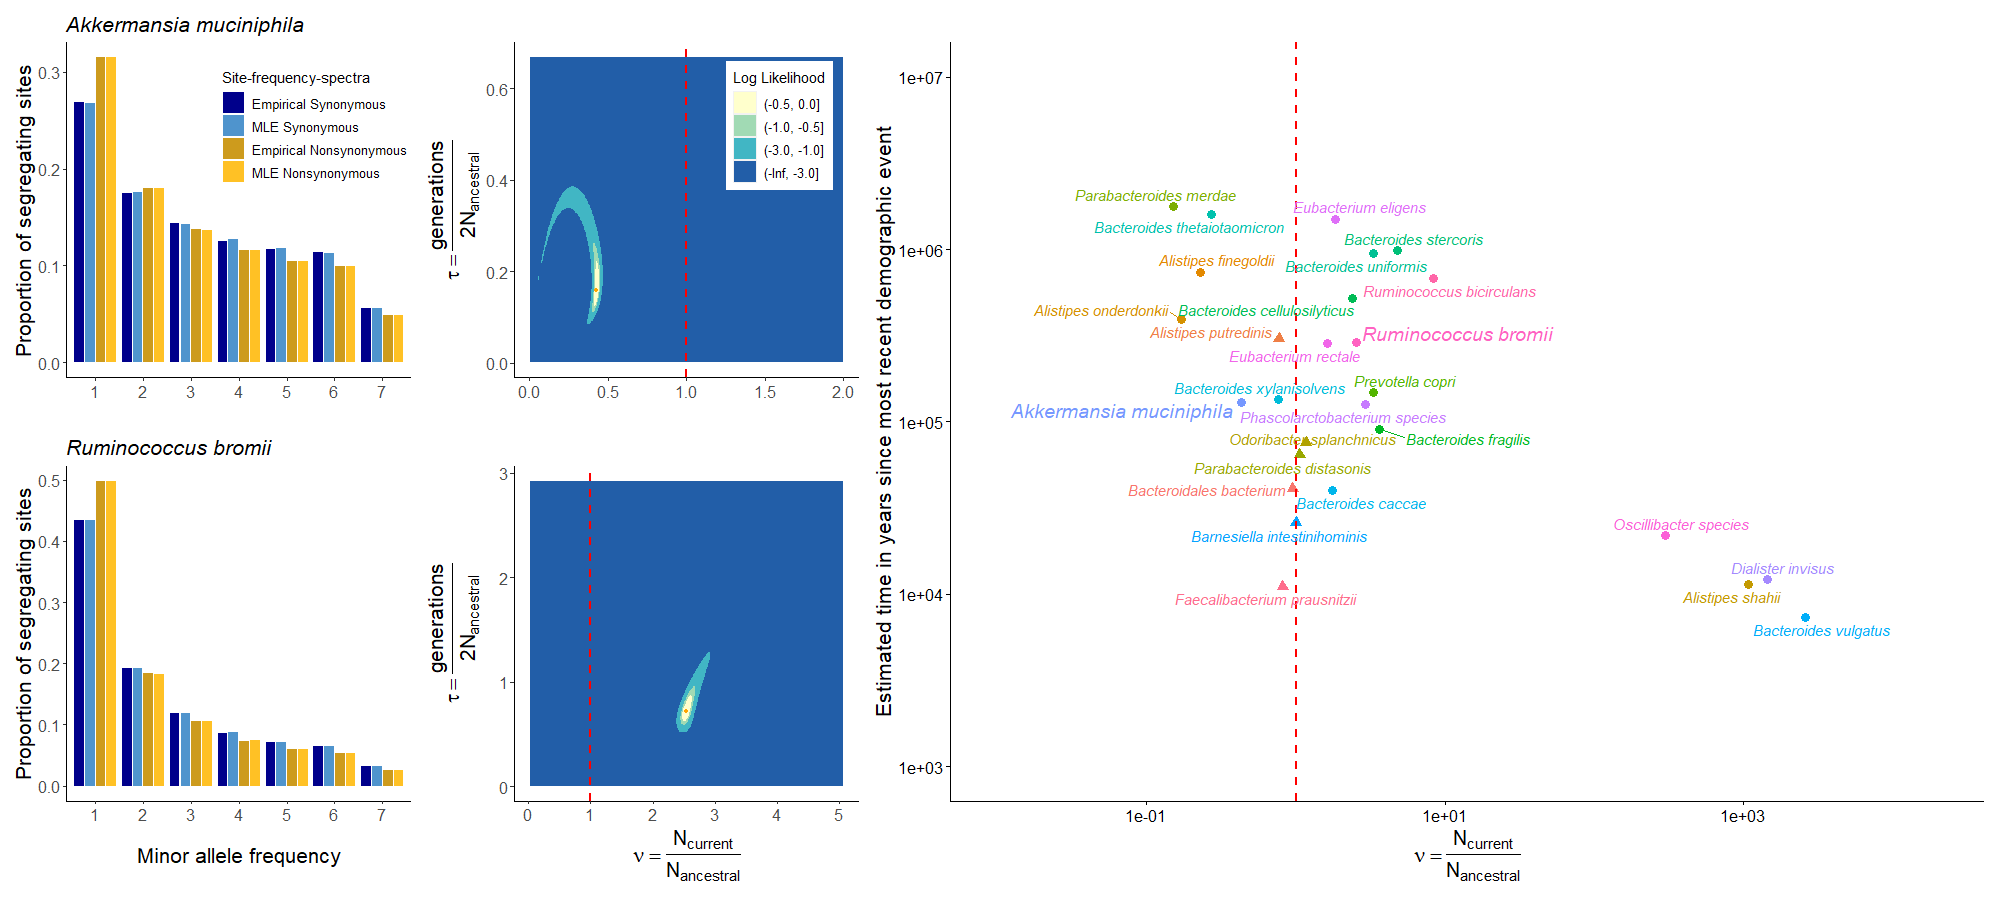 Akkermansia muciniphila
Proportion of segregating sites
0.3
0.2
0.1
0.0
1 2 3 4 5 6 7
Site-frequency-spectra
Empirical Synonymous
MLE Synonymous
Empirical Nonsynonymous
MLE Nonsynonymous
τ = generations
2Nancestral
0.6
0.4
0.2
0.0
0.0 0.5 1.0 1.5 2.0
Log Likelihood
(-0.5, 0.0]
(-1.0, -0.5]
(-3.0, -1.0]
(-Inf, -3.0]
Ruminococcus bromii
Proportion of segregating sites
0.5
0.4
0.3
0.2
0.1
0.0
1 2 3 4 5 6 7
Minor allele frequency
τ = generations
2Nancestral
3
2
1
0
0 1 2 3 4 5
ν = Ncurrent
Nancestral
Estimated time in years since most recent demographic event
1e+07
1e+06
1e+05
1e+04
1e+03
Parabacteroides merdae
Eubacterium eligens
Bacteroides thetaiotaomicron
Bacteroides stercoris
Alistipes finegoldii
Bacteroides uniformis
Ruminococcus bicirculans
Alistipes onderdonkii
Bacteroides cellulosilyticus
Alistipes putredinis
Ruminococcus bromii
Eubacterium rectale
Prevotella copri
Bacteroides xylanisolvens
Akkermansia muciniphila
Phascolarctobacterium species
Odoribacter splanchnicus
Bacteroides fragilis
Parabacteroides distasonis
Bacteroidales bacterium
Bacteroides caccae
Oscillibacter species
Barnesiella intestinihominis
Dialister invisus
Alistipes shahii
Faecalibacterium prausnitzii
Bacteroides vulgatus
1e-01 1e+01 1e+03
ν = Ncurrent
Nancestral